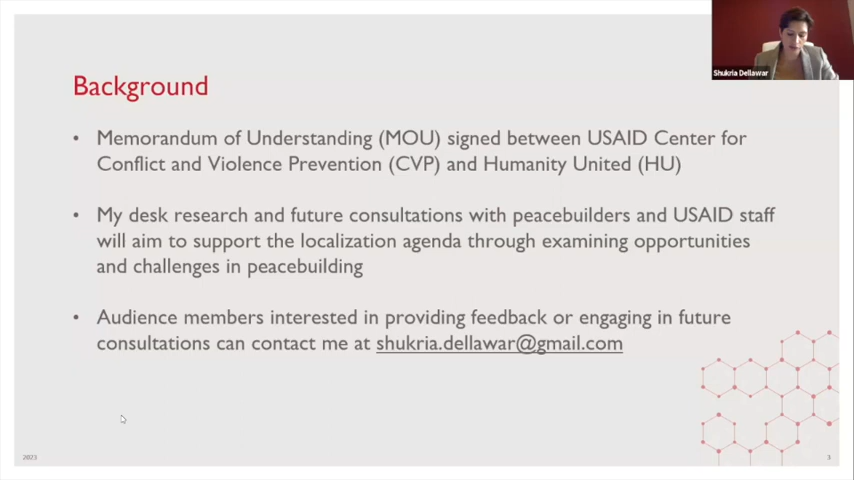 Shukria Dellawar
Background
• Memorandum of Understanding (MOU) signed between USAID Center for
Conflict and Violence Prevention (CVP) and Humanity United (HU)
• My desk research and future consultations with peacebuilders and USAID staff
will aim to support the localization agenda through examining opportunities
and challenges in peacebuilding
• Audience members interested in providing feedback or engaging in future
consultations can contact me at shukria.dellawar@gmail.com
2023
3